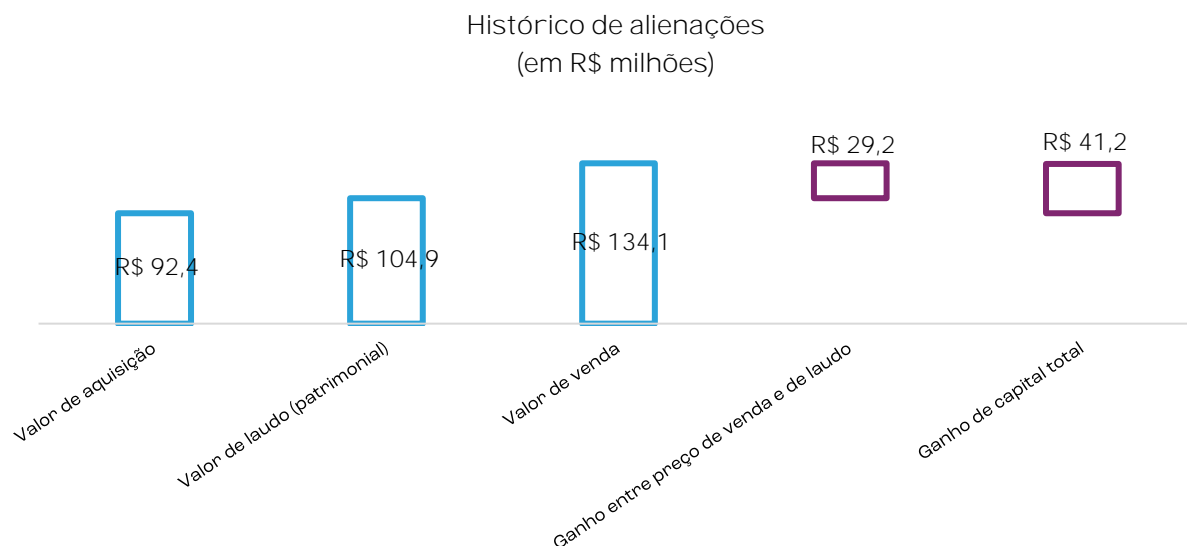 Histórico de alienações
(em R$ milhões)
R$ 92,4
R$ 104,9
R$ 134,1
R$ 29,2
R$ 41,2
Valor de aquisição
Valor de laudo (patrimonial)
Valor de venda
Ganho entre preço de venda e de laudo
Ganho de capital total